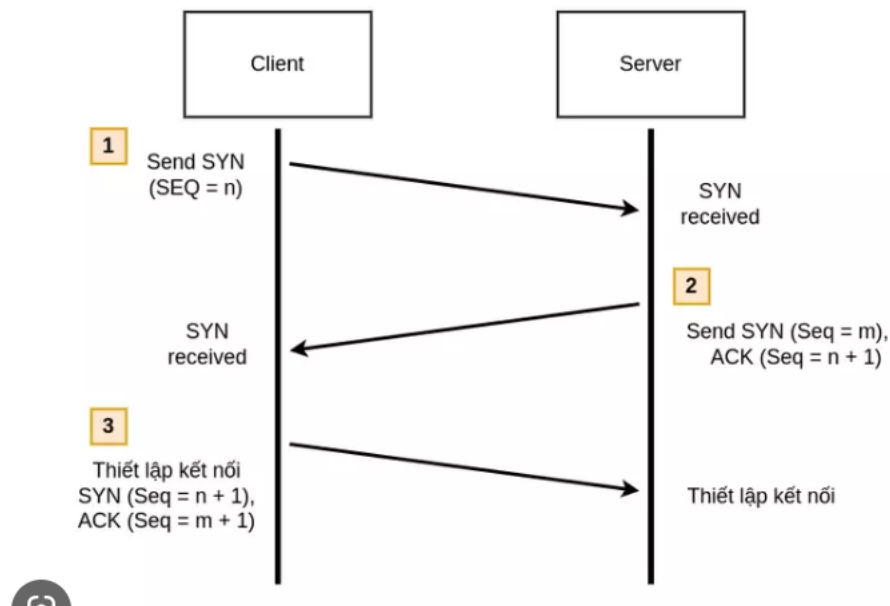 Client
Server
1
Send SYN
(SEQ = n)
SYN
received
2
Send SYN (Seq = m),
ACK (Seq = n + 1)
SYN
received
3
Thiết lập kết nối
SYN (Seq = n + 1),
ACK (Seq = m + 1)
Thiết lập kết nối